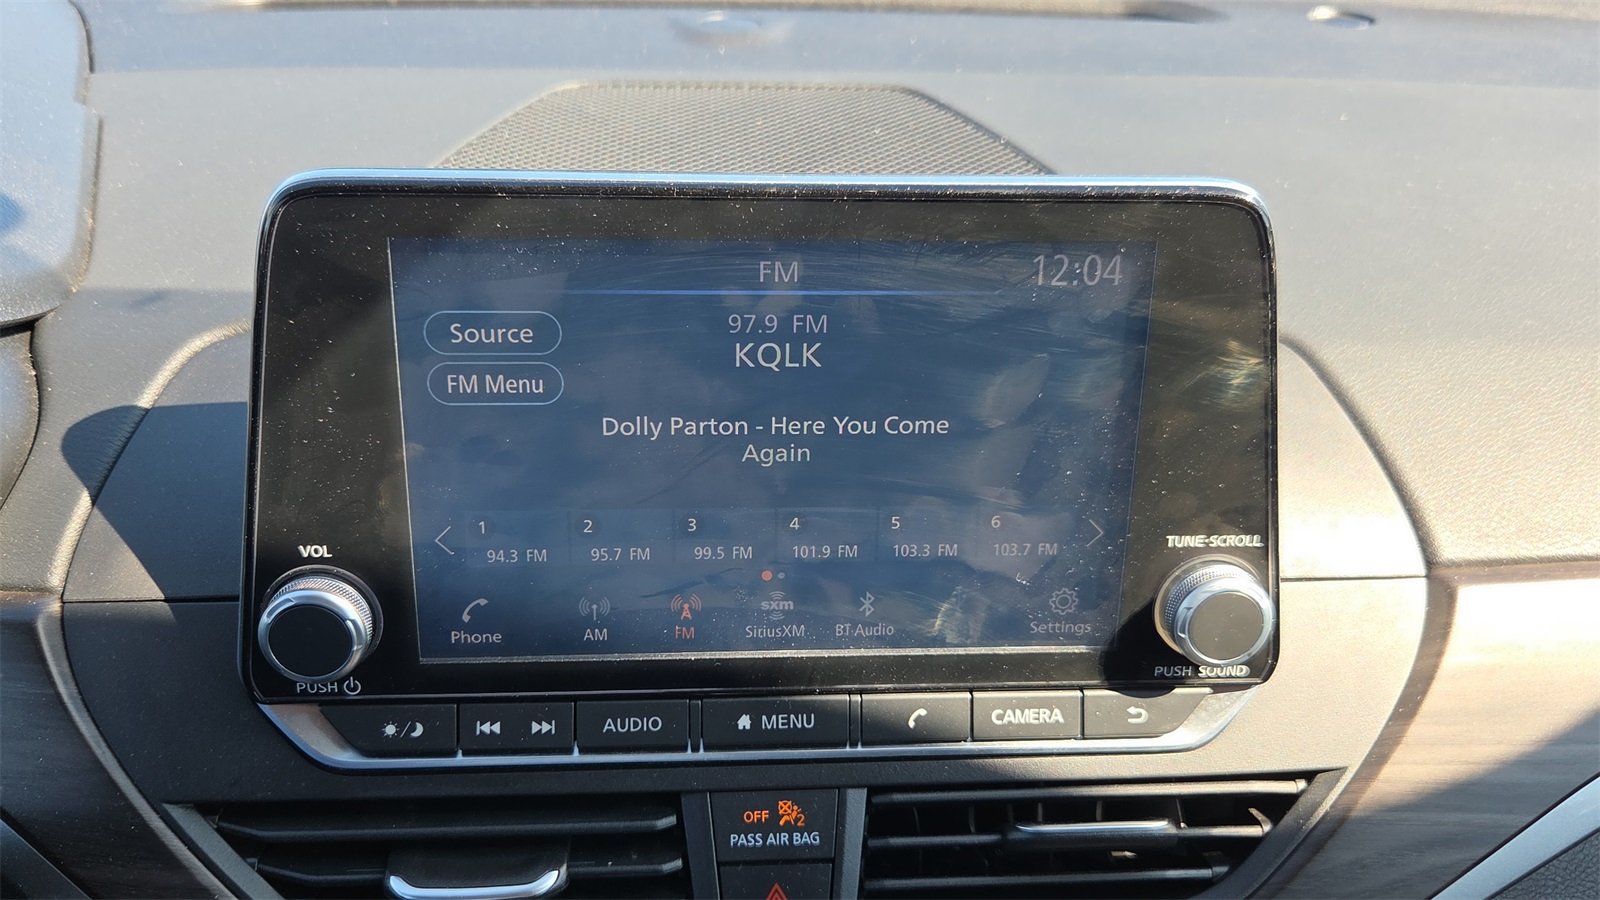 FM
12:04
Source
97.9 FM
KQLK
FM Menu
Dolly Parton - Here You Come
Again
1 2 3 4 5 6
94.3 FM 95.7 FM 99.5 FM 101.9 FM 103.3 FM 103.7 FM
VOL
TUNE·SCROLL
sxm
Phone AM FM SiriusXM BT Audio Settings
PUSH
PUSH SOUND
AUDIO MENU CAMERA
OFF 2
PASS AIR BAG